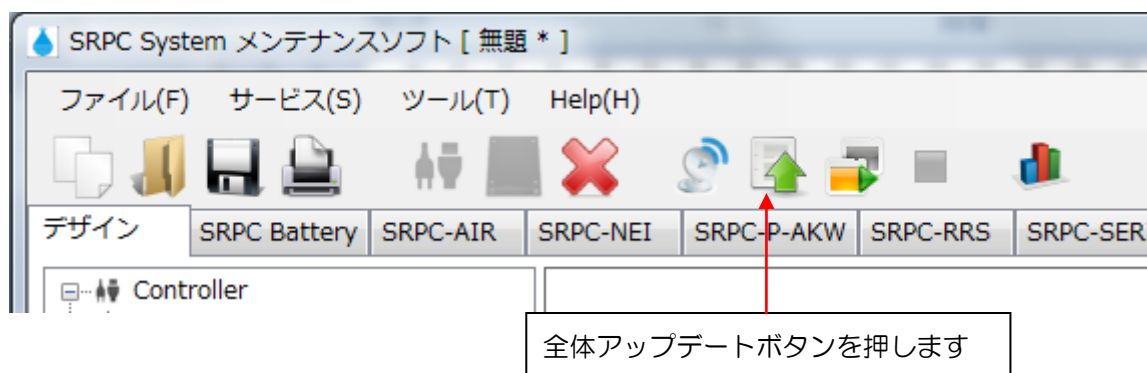 SRPC System メンテナンスソフト [ 無題 * ]
ファイル(F) サービス(S) ツール(T) Help(H)
デザイン SRPC Battery SRPC-AIR SRPC-NEI SRPC-P-AKW SRPC-RRS SRPC-SER
Controller
全体アップデートボタンを押します